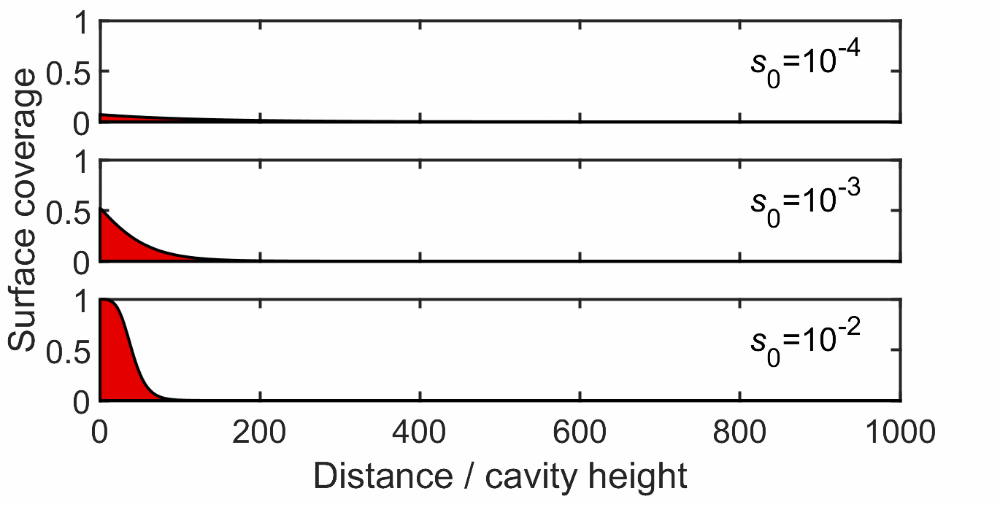 Surface coverage
1
0.5
0
s₀=10⁻⁴
1
0.5
0
s₀=10⁻³
1
0.5
0
s₀=10⁻²
0 200 400 600 800 1000
Distance / cavity height